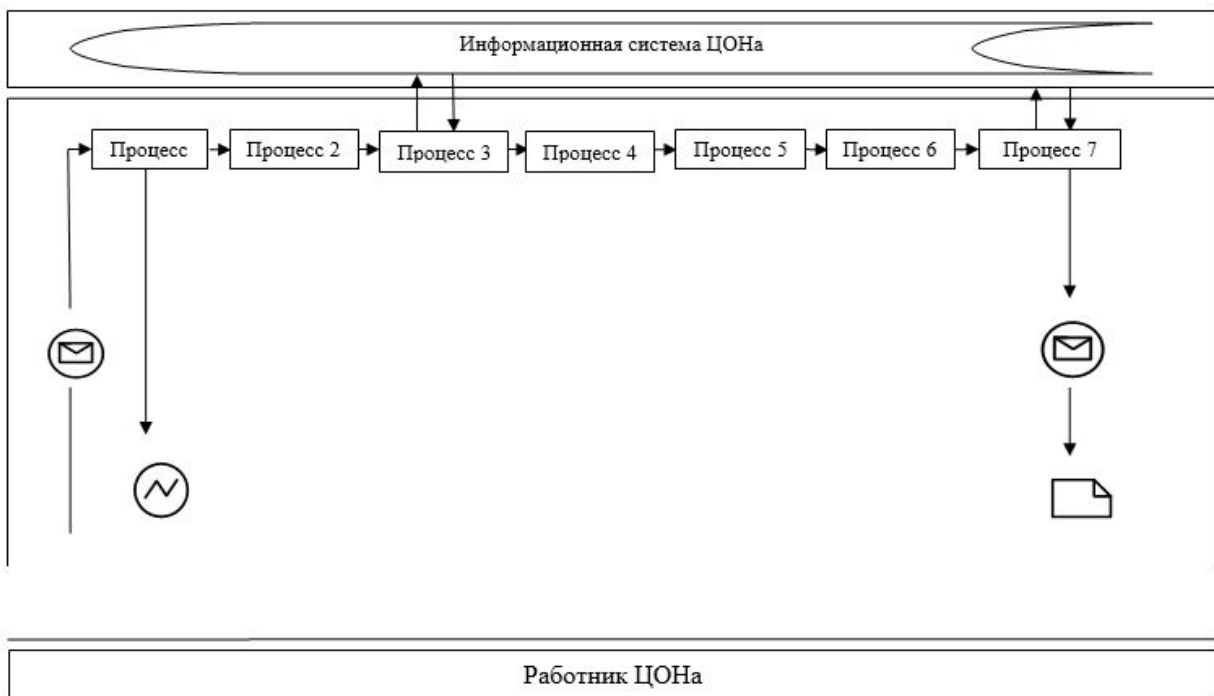 Информационная система ЦОНа
Процесс
Процесс 2
Процесс 3
Процесс 4
Процесс 5
Процесс 6
Процесс 7
Работник ЦОНа